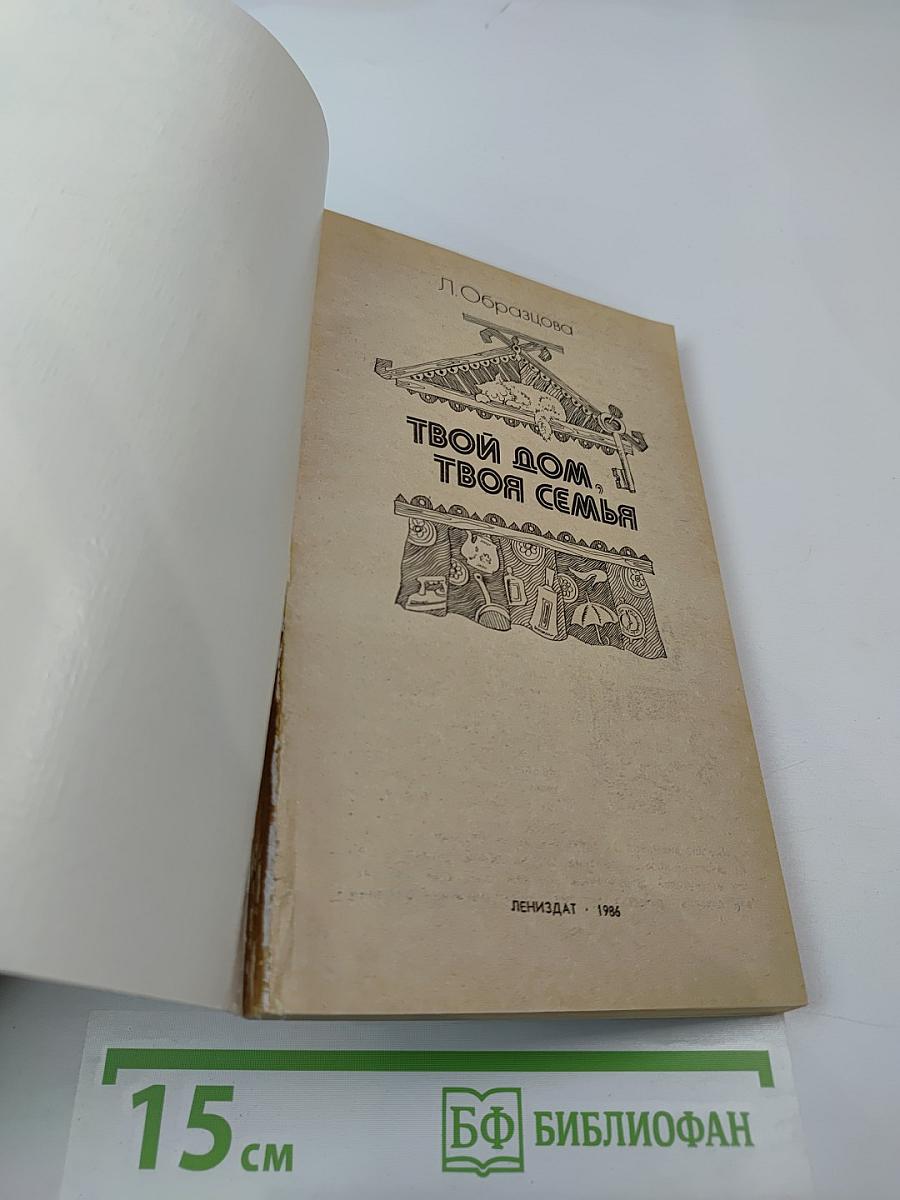 Л. Образцова
ТВОЙ ДОМ,
ТВОЯ СЕМЬЯ
ЛЕНИЗДАТ · 1986
15 см
БФ БИБЛИОФАН